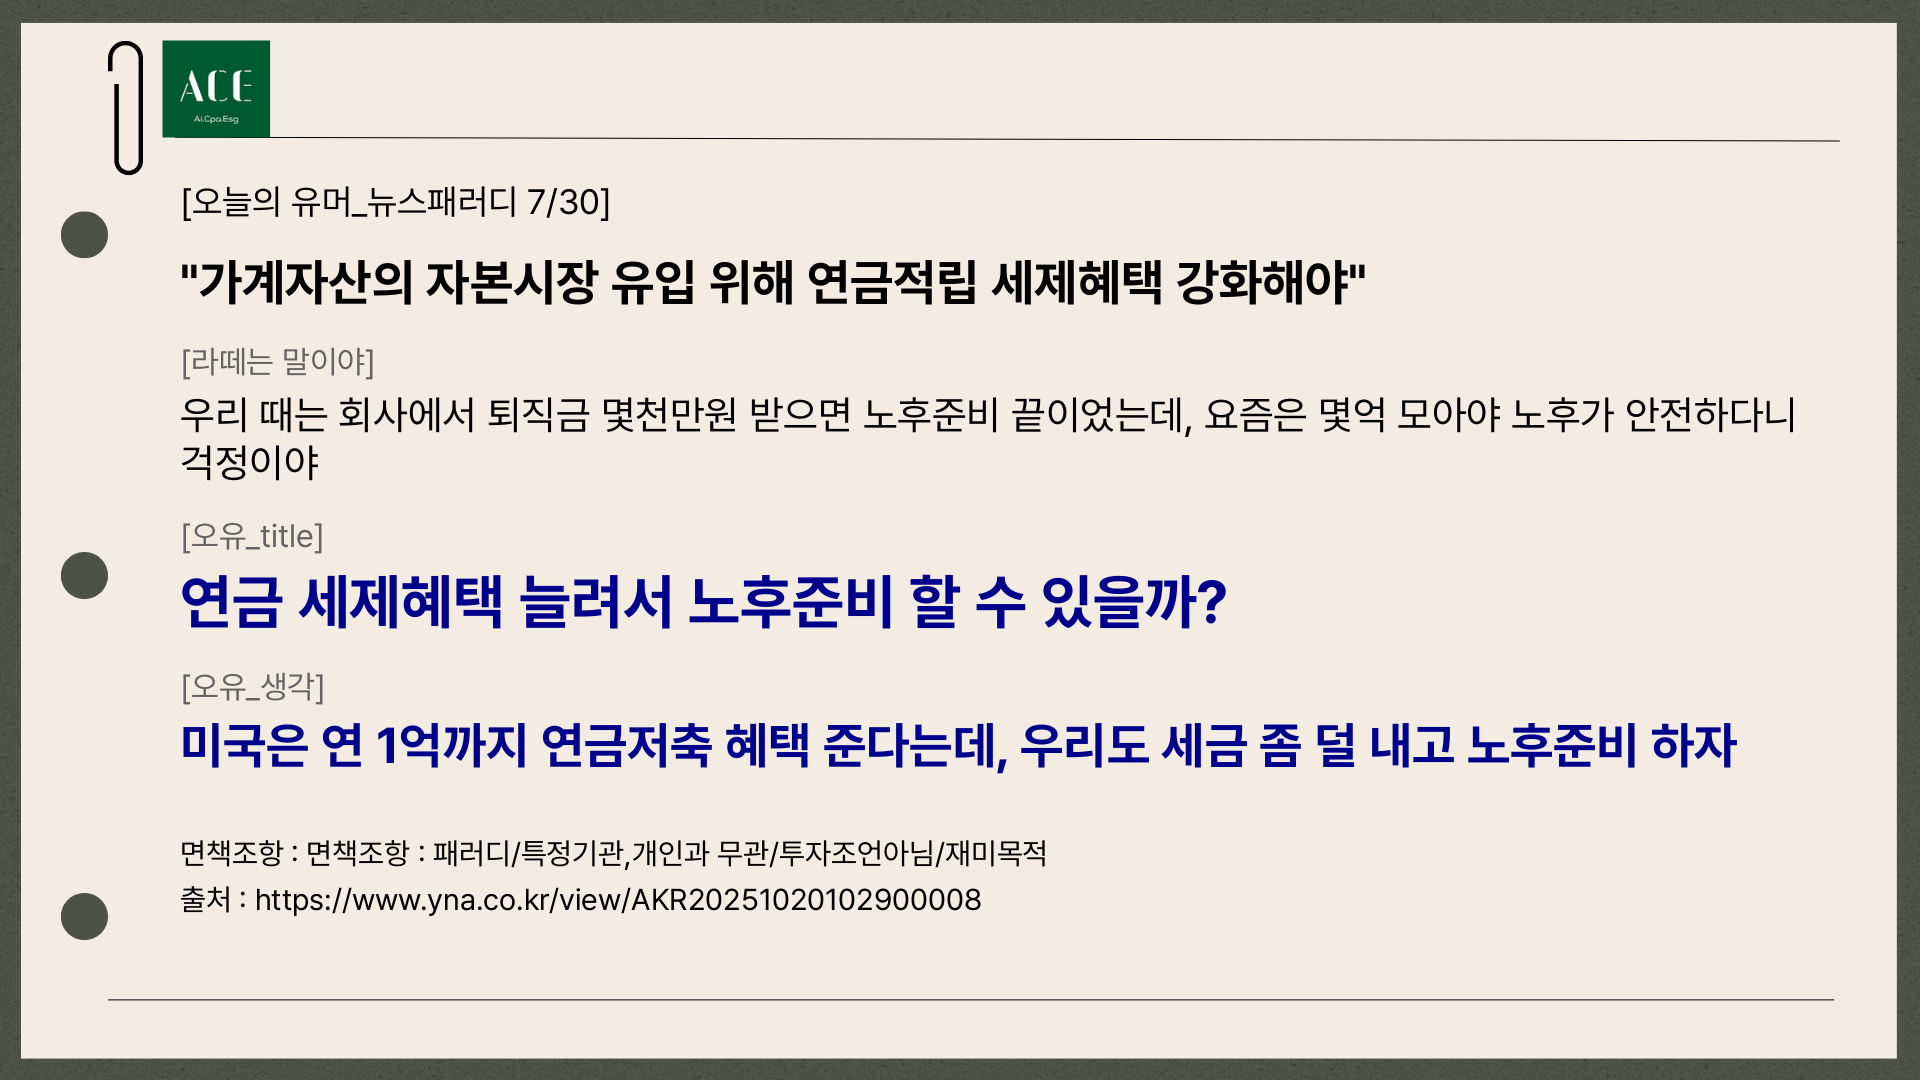 ACE
Ai.Cpa.Esg
[오늘의 유머_뉴스패러디 7/30]
"가계자산의 자본시장 유입 위해 연금적립 세제혜택 강화해야"
[라떼는 말이야]
우리 때는 회사에서 퇴직금 몇천만원 받으면 노후준비 끝이었는데, 요즘은 몇억 모아야 노후가 안전하다니
걱정이야
[오유_title]
연금 세제혜택 늘려서 노후준비 할 수 있을까?
[오유_생각]
미국은 연 1억까지 연금저축 혜택 준다는데, 우리도 세금 좀 덜 내고 노후준비 하자
면책조항 : 면책조항 : 패러디/특정기관,개인과 무관/투자조언아님/재미목적
출처 : https://www.yna.co.kr/view/AKR20251020102900008